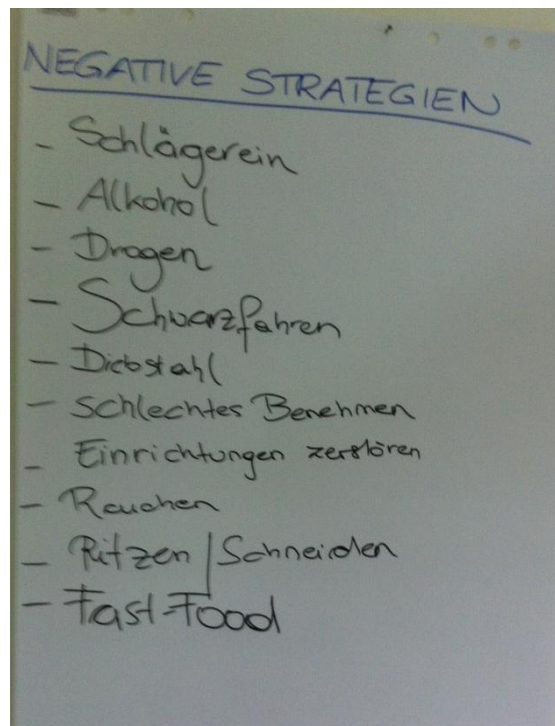 NEGATIVE STRATEGIEN
- Schlägerein
- Alkohol
- Drogen
- Schwarzfahren
- Diebstahl
- Schlechtes Benehmen
- Einrichtungen zerstören
- Rauchen
- Ritzen / Schneiden
- Fast-Food